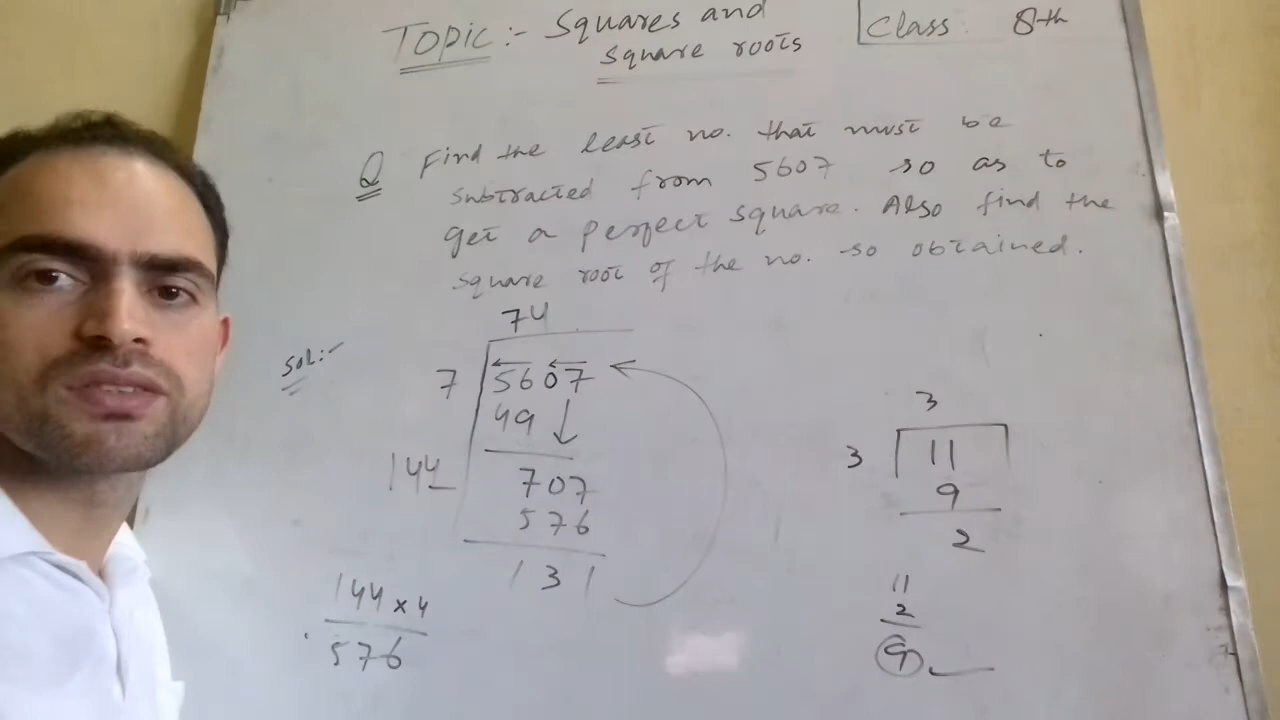 Topic:- Squares and
square roots
Class: 8th
Q Find the least no. that must be
subtracted from 5607 so as to
get a perfect square. Also find the
square root of the no. so obtained.
Sol:-
74
7 5607
49
144 707
576
131
144 x 4
576
3
3 11
9
2
11
2
9